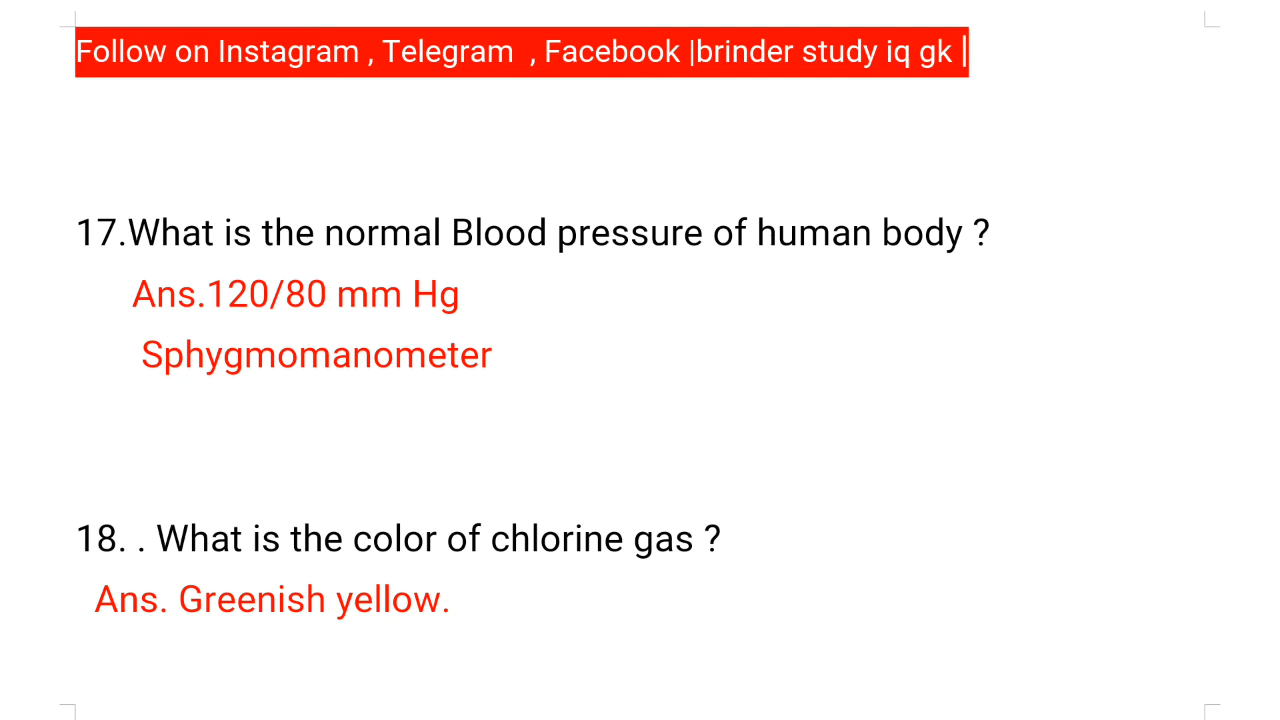 Follow on Instagram , Telegram  , Facebook |brinder study iq gk |
17.What is the normal Blood pressure of human body ?
Ans.120/80 mm Hg
Sphygmomanometer
18. . What is the color of chlorine gas ?
Ans. Greenish yellow.